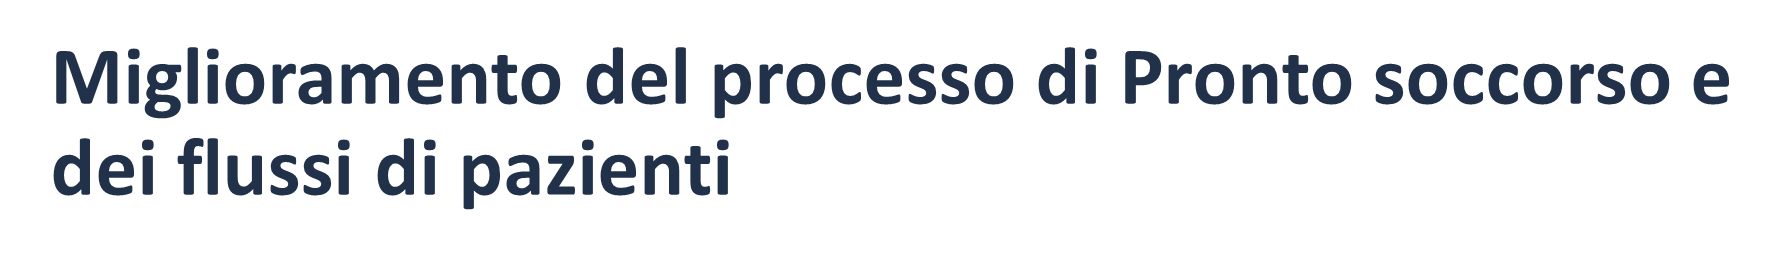 Miglioramento del processo di Pronto soccorso e
dei flussi di pazienti